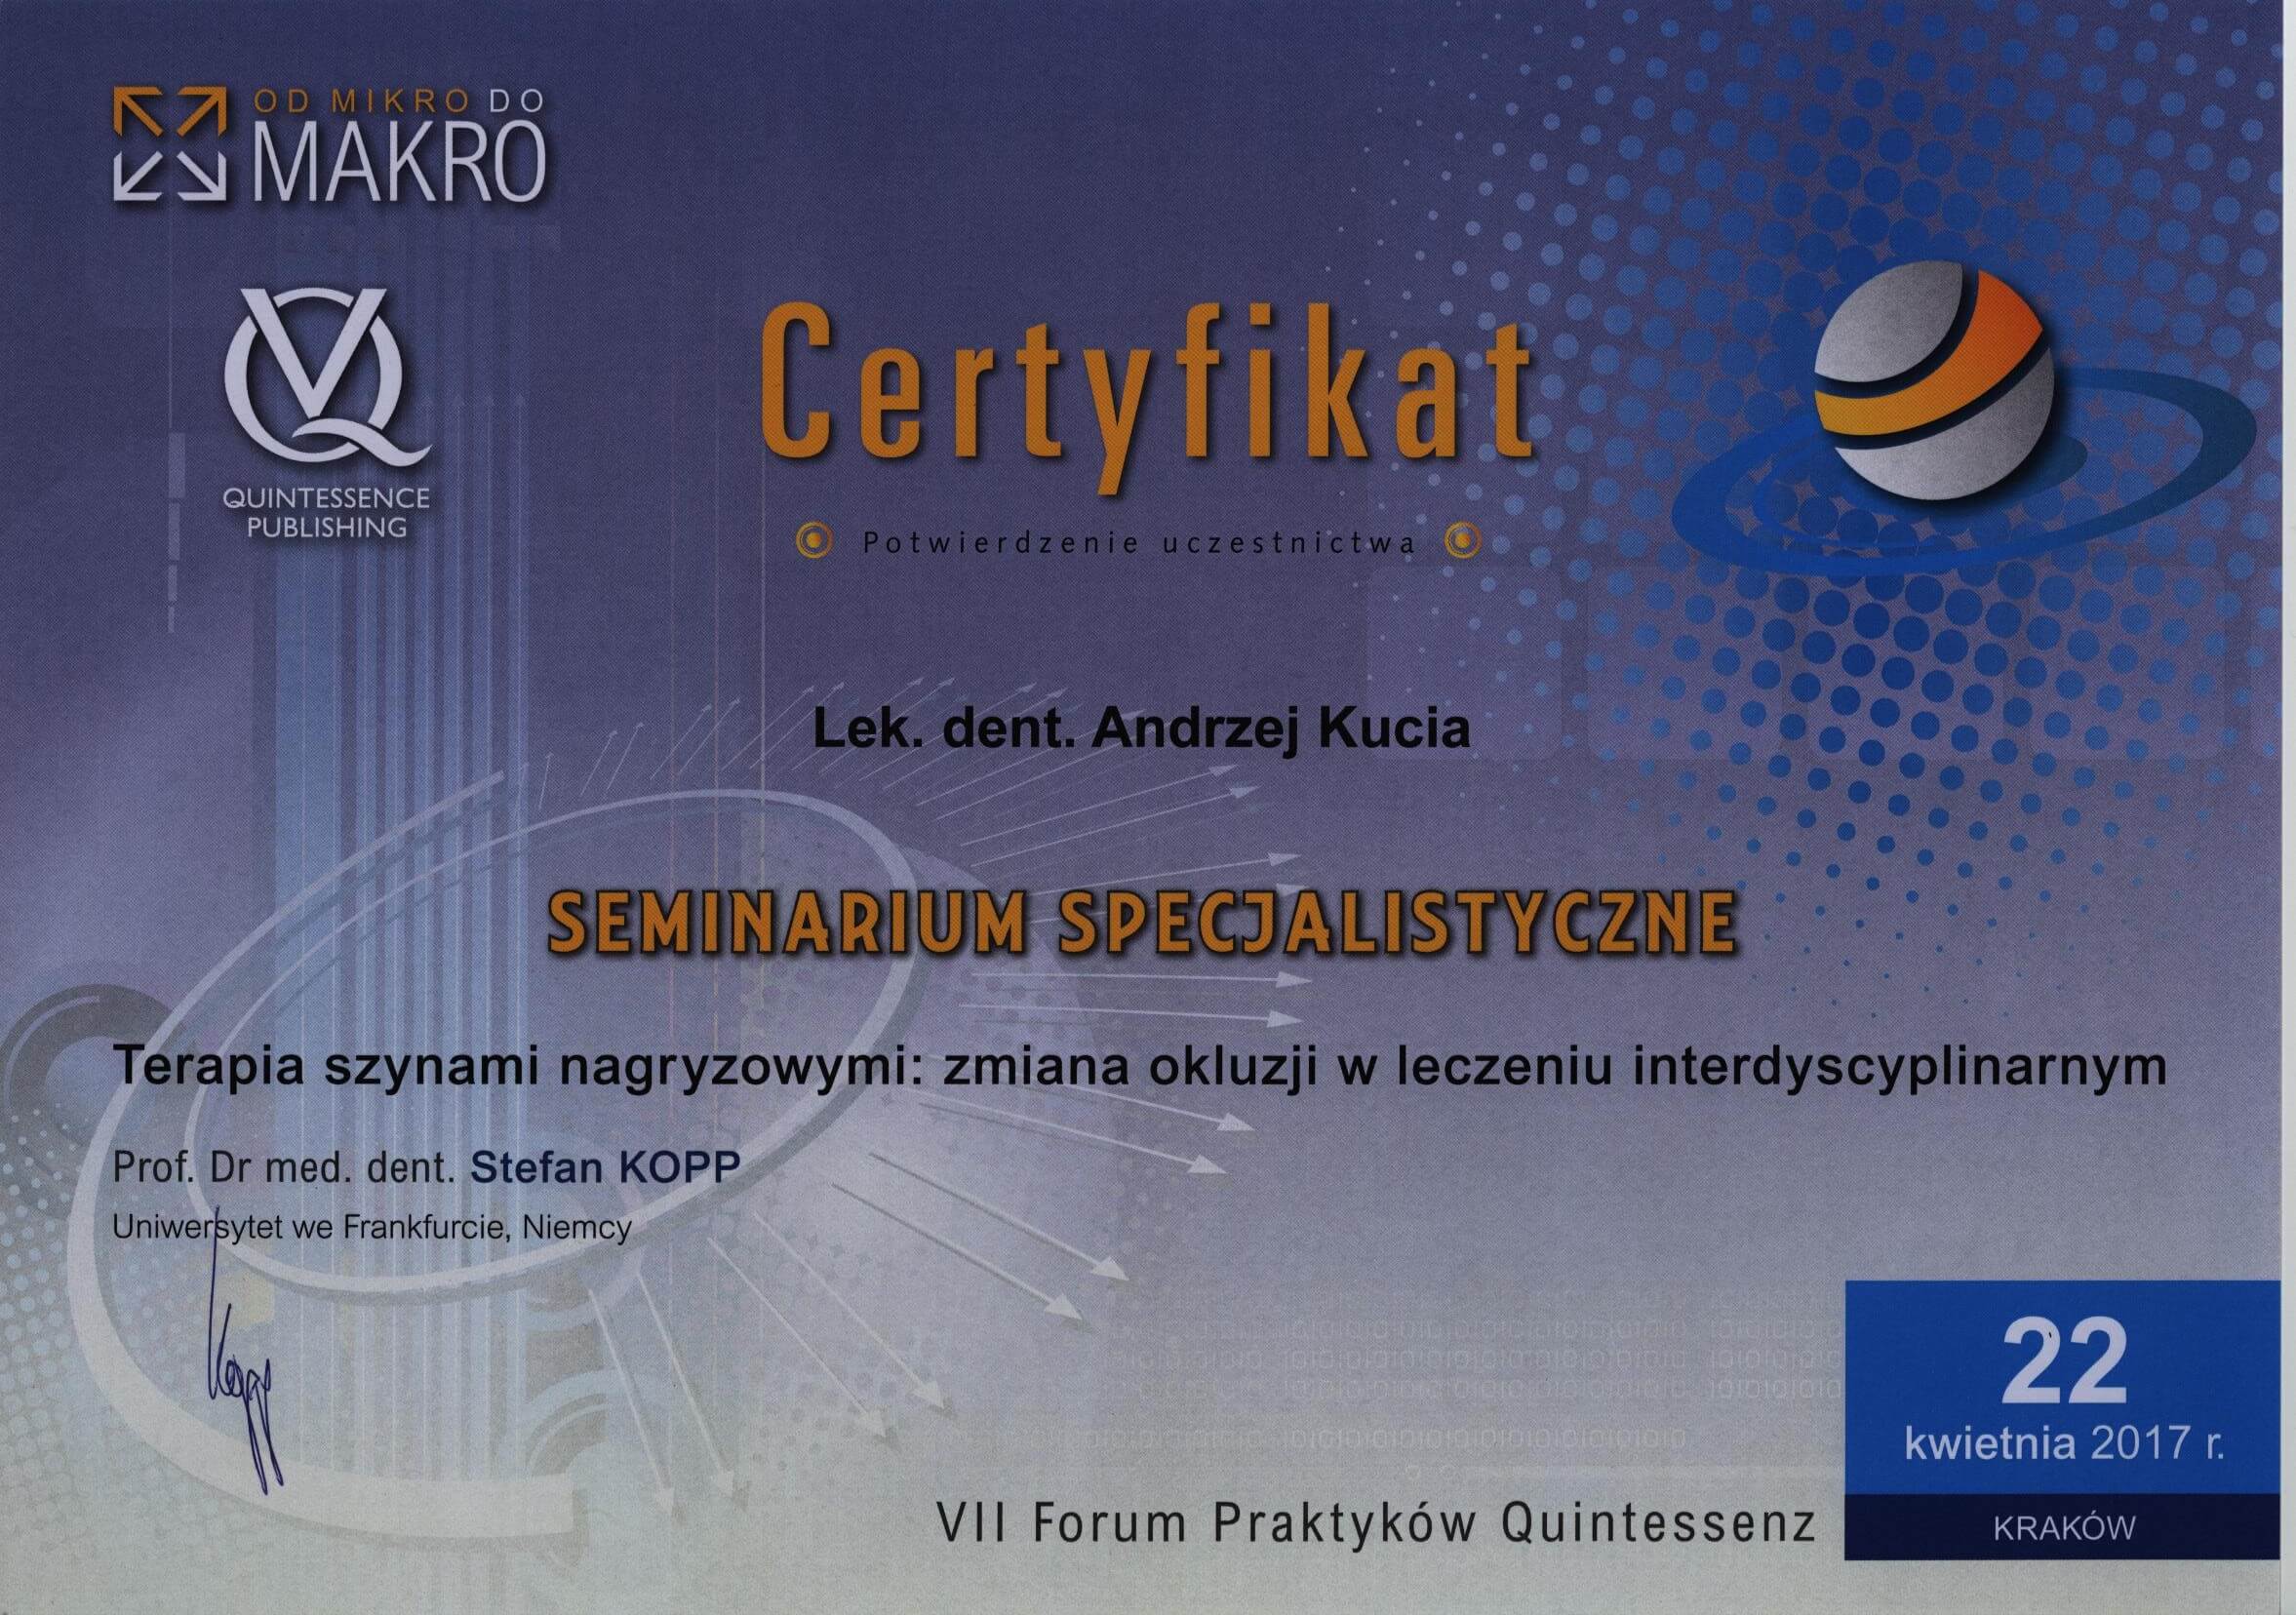 OD MIKRO DO
MAKRO
QUINTESSENCE
PUBLISHING
Certyfikat
Potwierdzenie uczestnictwa
Lek. dent. Andrzej Kucia
SEMINARIUM SPECJALISTYCZNE
Terapia szynami nagryzowymi: zmiana okluzji w leczeniu interdyscyplinarnym
Prof. Dr med. dent. Stefan KOPP
Uniwersytet we Frankfurcie, Niemcy
Kopp
22
kwietnia 2017 r.
VII Forum Praktyków Quintessenz
KRAKÓW